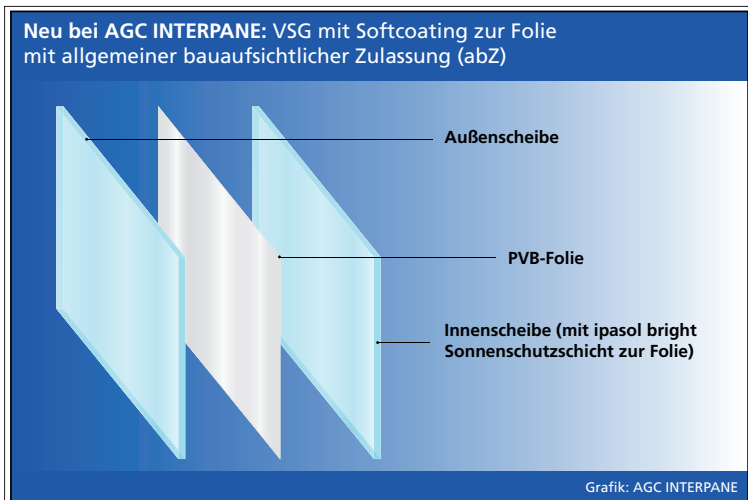 Neu bei AGC INTERPANE: VSG mit Softcoating zur Folie
mit allgemeiner bauaufsichtlicher Zulassung (abZ)
Außenscheibe
PVB-Folie
Innenscheibe (mit ipasol bright
Sonnenschutzschicht zur Folie)
Grafik: AGC INTERPANE